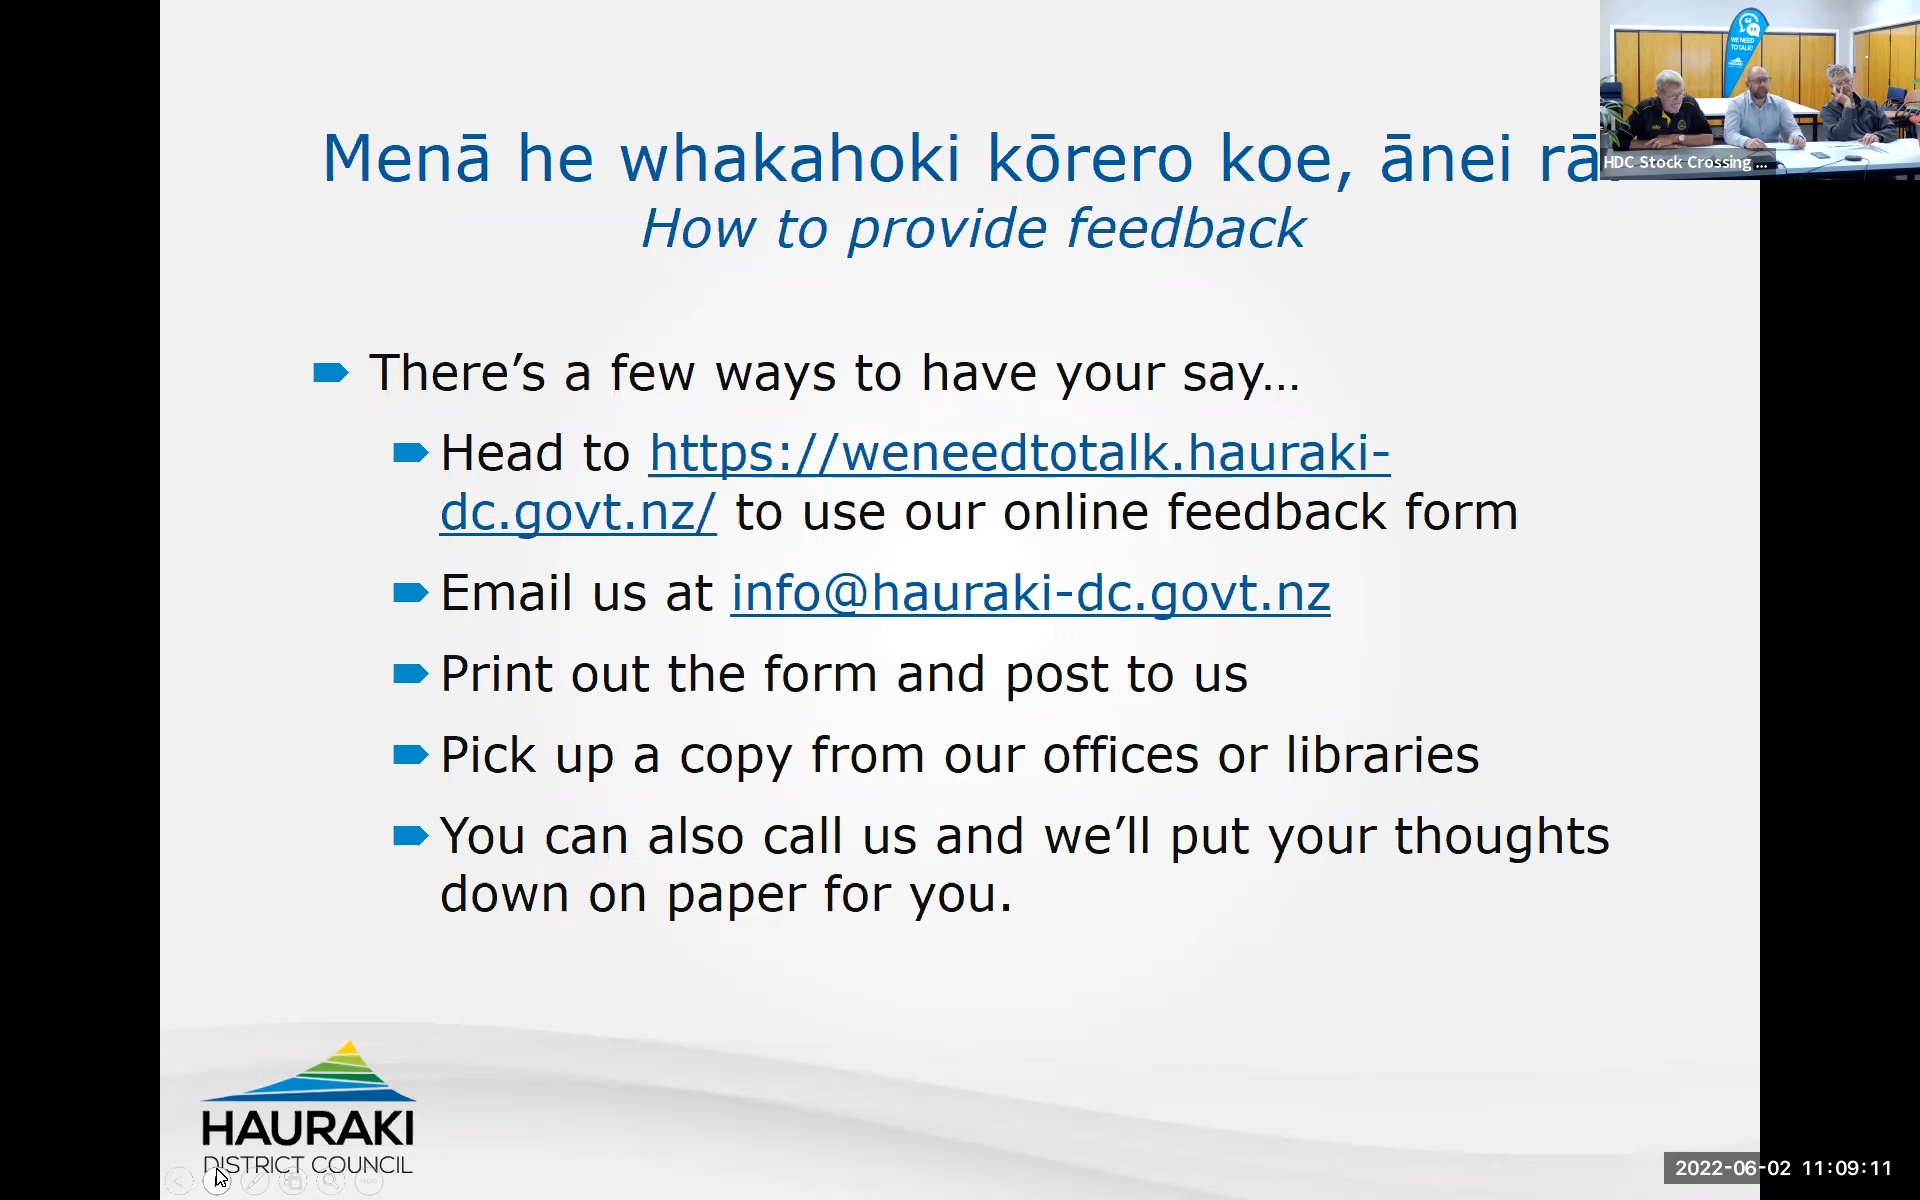 Menā he whakahoki kōrero koe, ānei rā:
How to provide feedback
There’s a few ways to have your say…
Head to https://weneedtotalk.hauraki-
dc.govt.nz/ to use our online feedback form
Email us at info@hauraki-dc.govt.nz
Print out the form and post to us
Pick up a copy from our offices or libraries
You can also call us and we’ll put your thoughts
down on paper for you.
WE NEED
TO TALK!
HDC Stock Crossing ...
HAURAKI
DISTRICT COUNCIL
2022-06-02 11:09:11